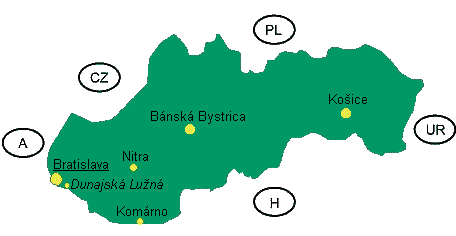 PL
CZ
Košice
Bánská Bystrica
UR
A
Nitra
Bratislava
Dunajská Lužná
H
Komárno